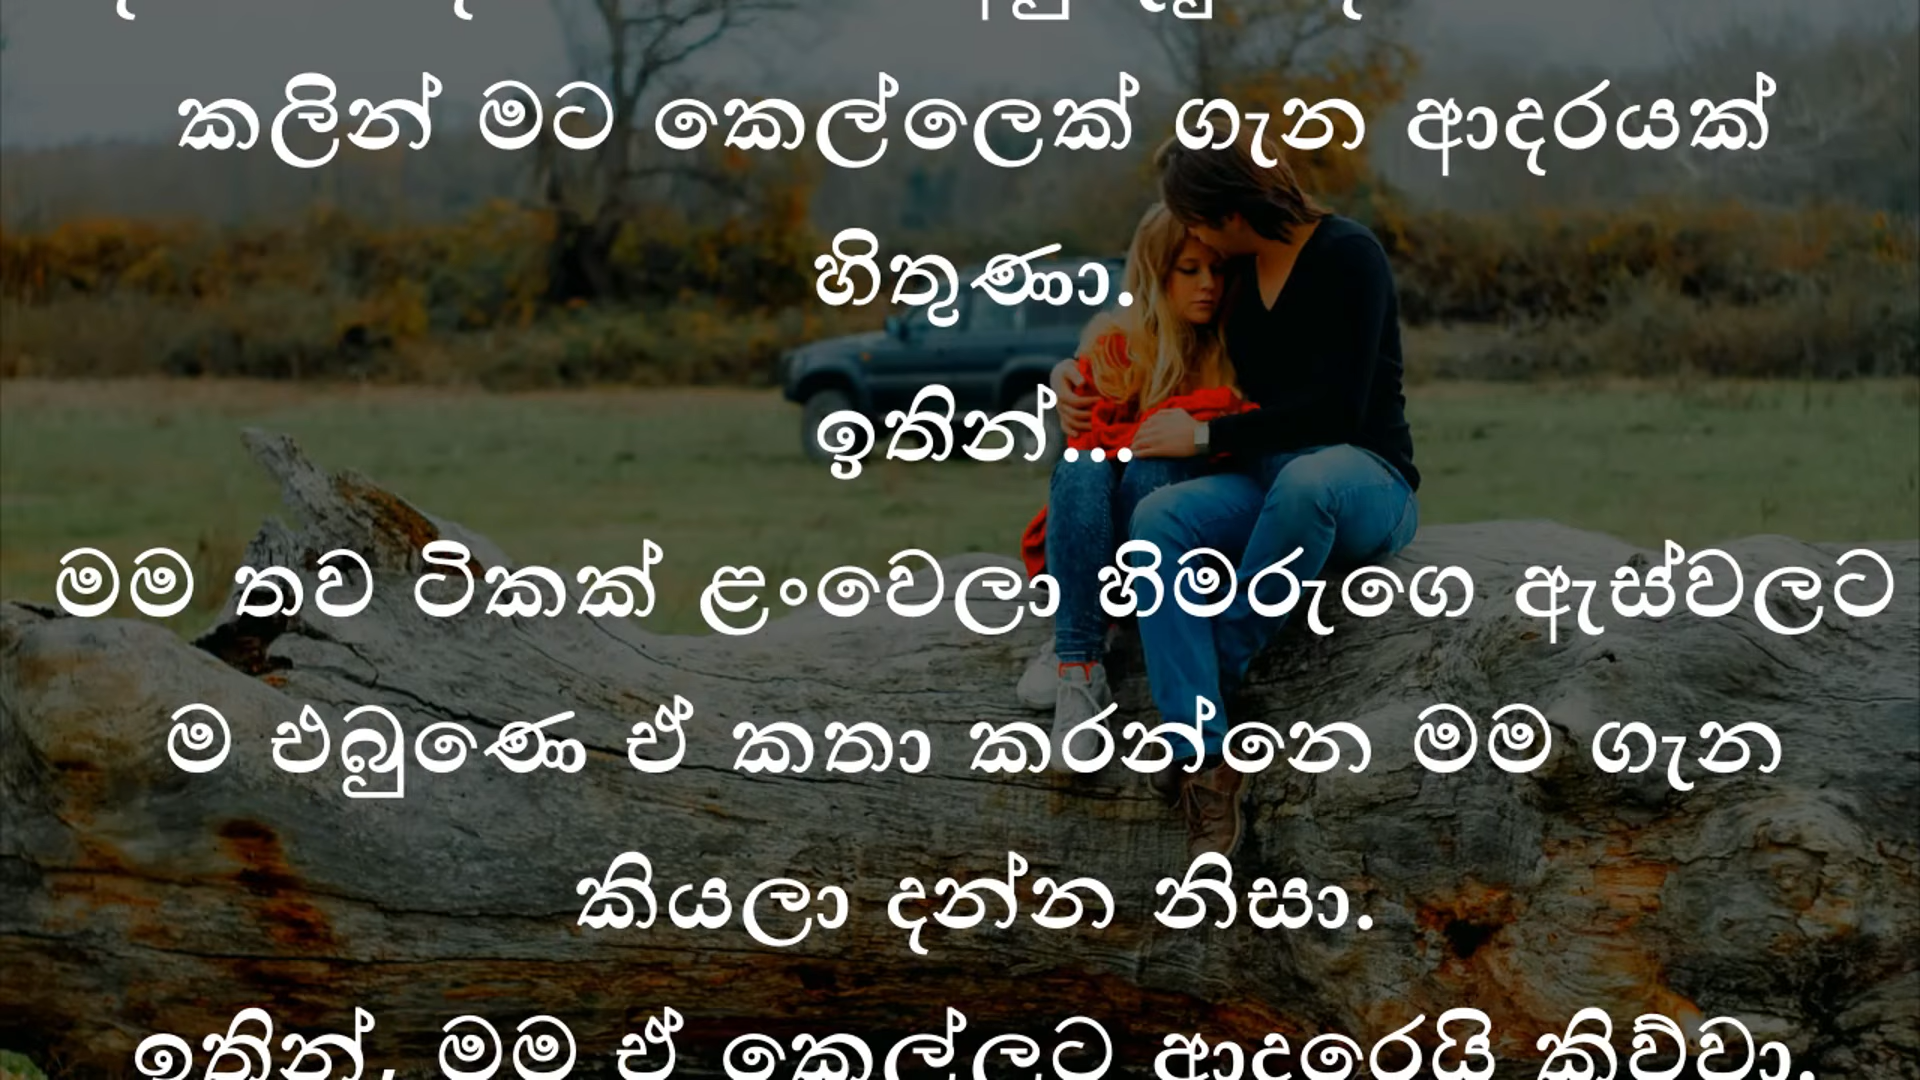 කලින් මට කෙල්ලෙක් ගැන ආදරයක්
හිතුණා.
ඉතින්...
මම තව ටිකක් ළංවෙලා හිමරුගෙ ඇස්වලට
ම එබුණෙ ඒ කතා කරන්නෙ මම ගැන
කියලා දන්න නිසා.
ඉතින්, මම ඒ කෙල්ලට ආදරෙයි කිව්වා.